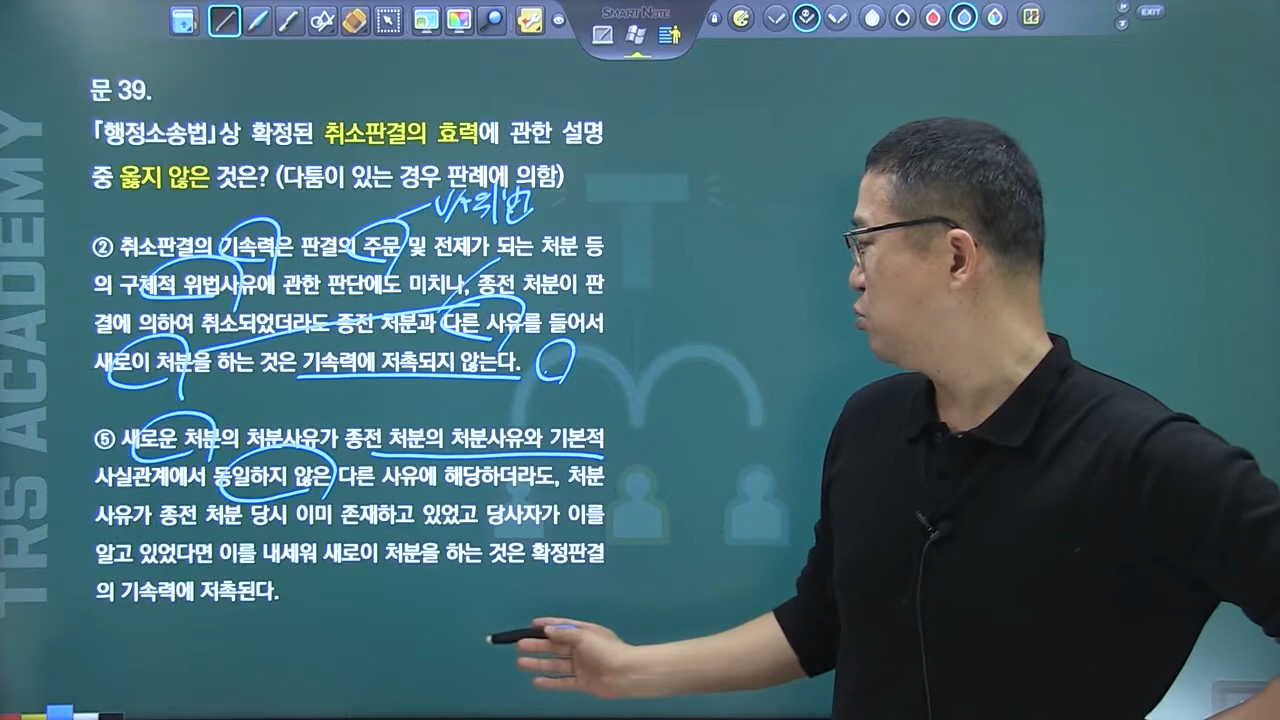 SMART NOTE
EXIT
TRS ACADEMY
문 39.
「행정소송법」상 확정된 취소판결의 효력에 관한 설명
중 옳지 않은 것은? (다툼이 있는 경우 판례에 의함)
위법
② 취소판결의 기속력은 판결의 주문 및 전제가 되는 처분 등
의 구체적 위법사유에 관한 판단에도 미치나, 종전 처분이 판
결에 의하여 취소되었더라도 종전 처분과 다른 사유를 들어서
새로이 처분을 하는 것은 기속력에 저촉되지 않는다.
⑤ 새로운 처분의 처분사유가 종전 처분의 처분사유와 기본적
사실관계에서 동일하지 않은 다른 사유에 해당하더라도, 처분
사유가 종전 처분 당시 이미 존재하고 있었고 당사자가 이를
알고 있었다면 이를 내세워 새로이 처분을 하는 것은 확정판결
의 기속력에 저촉된다.